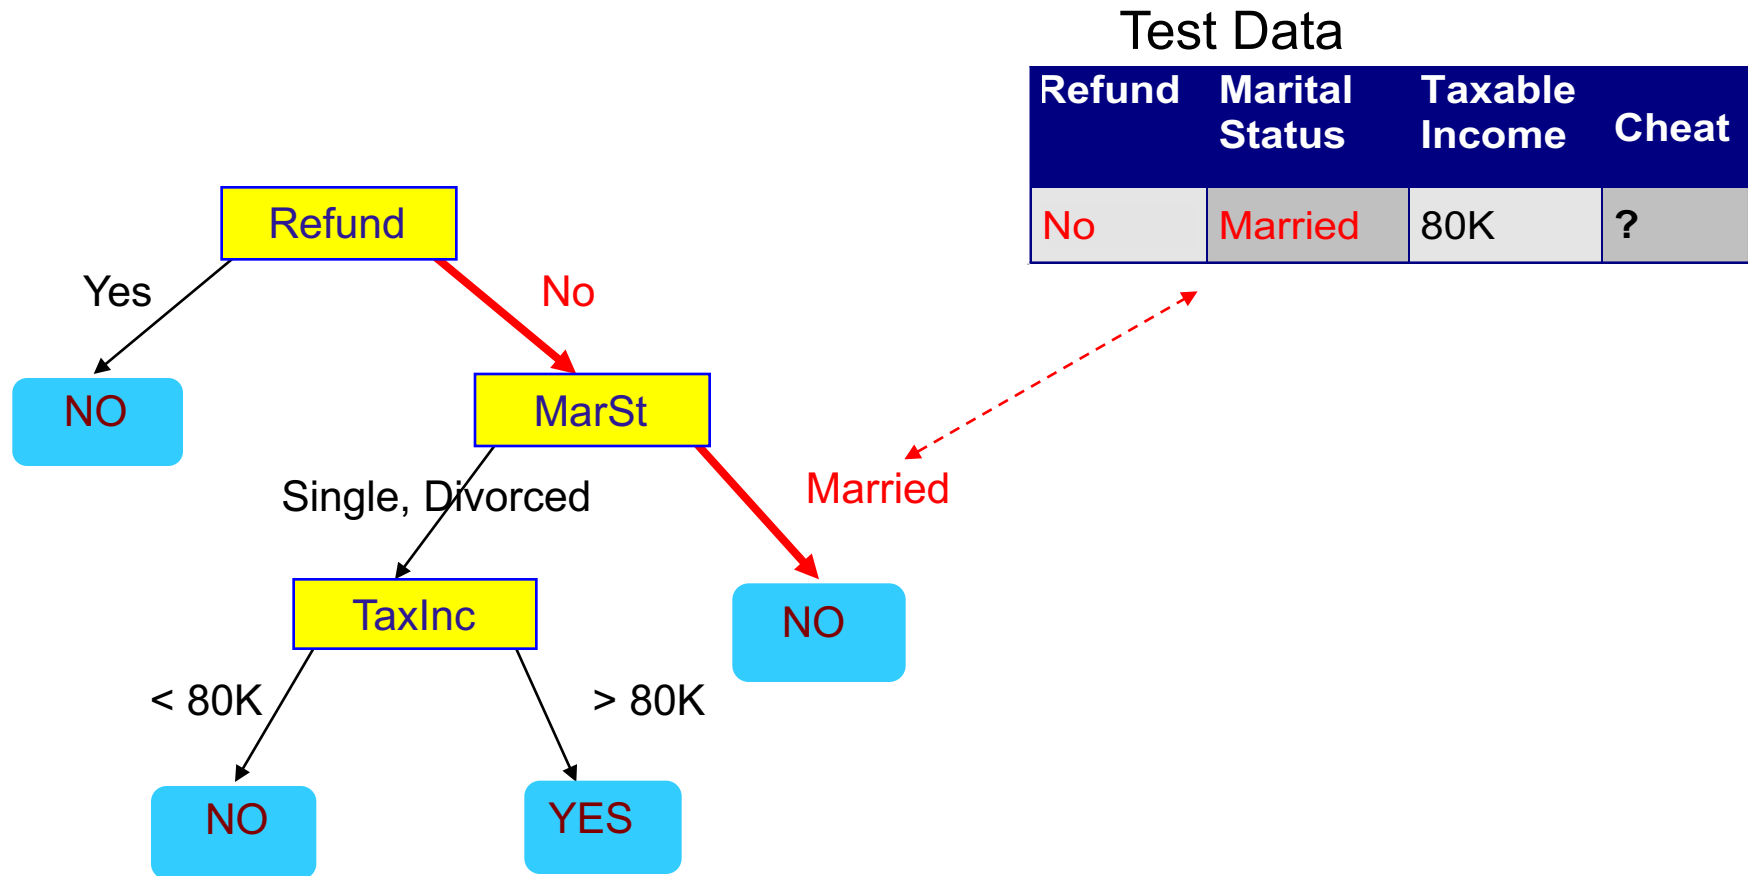 Test Data
Refund Marital Status Taxable Income Cheat
No Married 80K ?
Refund
Yes No
NO MarSt
Single, Divorced Married
TaxInc NO
< 80K > 80K
NO YES